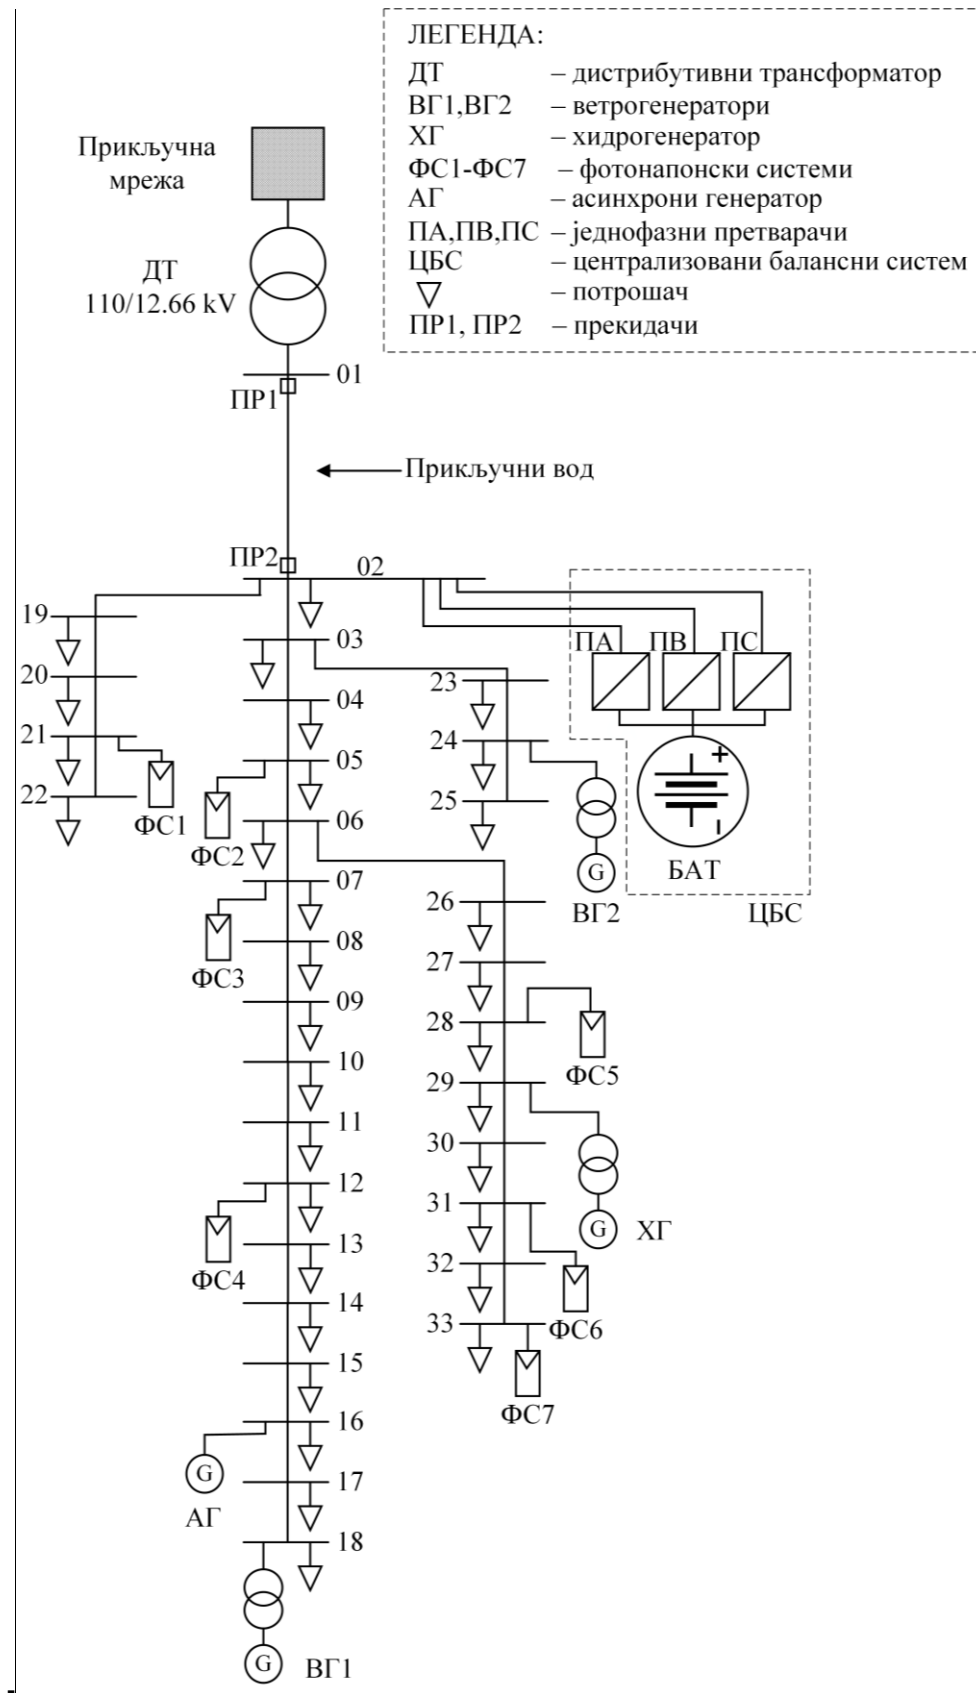 ЛЕГЕНДА:
ДТ – дистрибутивни трансформатор
ВГ1,ВГ2 – ветрогенератори
ХГ – хидрогенератор
ФС1-ФС7 – фотонапонски системи
АГ – асинхрони генератор
ПА,ПВ,ПС – једнофазни претварачи
ЦБС – централизовани балансни систем
– потрошач
ПР1, ПР2 – прекидачи
Прикључна
мрежа
ДТ
110/12.66 kV
01
ПР1
Прикључни вод
ПР2
02
19
03
ПА ПВ ПС
20
23
04
21
24
05
22
25
ФС1
06
ФС2
БАТ
07
26
ВГ2
ЦБС
08
27
ФС3
09
28
10
ФС5
29
11
30
12
31
ХГ
13
32
ФС4
14
33
ФС6
15
ФС7
16
G
17
АГ
18
G
ВГ1
G
G
+
–